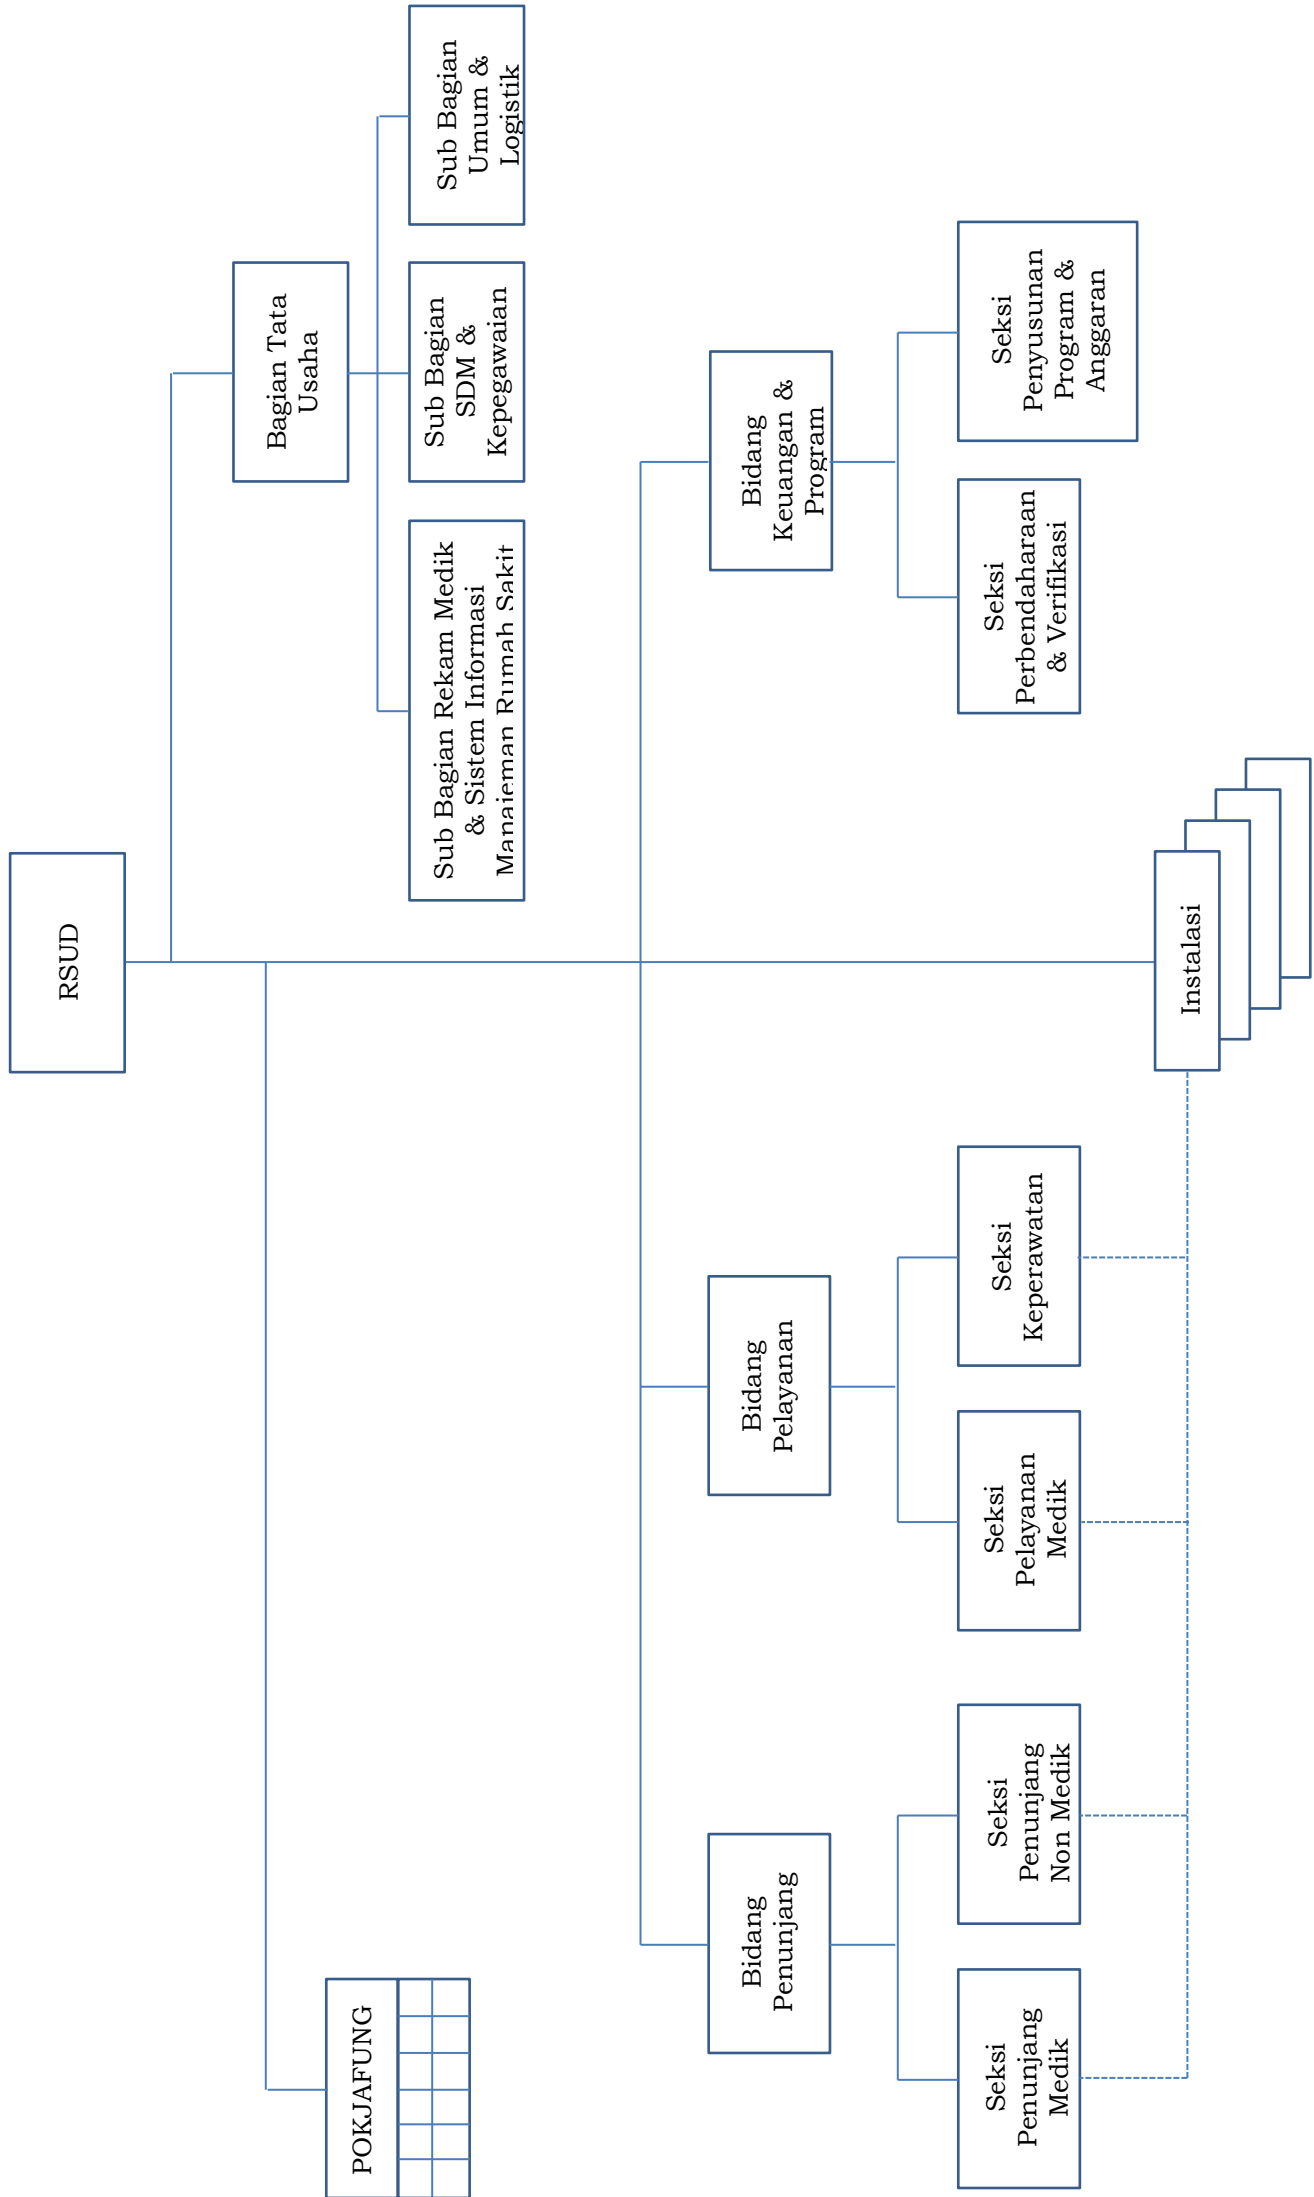 RSUD
Bagian Tata
Usaha
POKJAFUNG
Sub Bagian Rekam Medik
& Sistem Informasi
Manajeman Rumah Sakit
Sub Bagian
SDM &
Kepegawaian
Sub Bagian
Umum &
Logistik
Bidang
Penunjang
Bidang
Pelayanan
Bidang
Keuangan &
Program
Seksi
Penunjang
Medik
Seksi
Penunjang
Non Medik
Seksi
Pelayanan
Medik
Seksi
Keperawatan
Seksi
Perbendaharaan
& Verifikasi
Seksi
Penyusunan
Program &
Anggaran
Instalasi